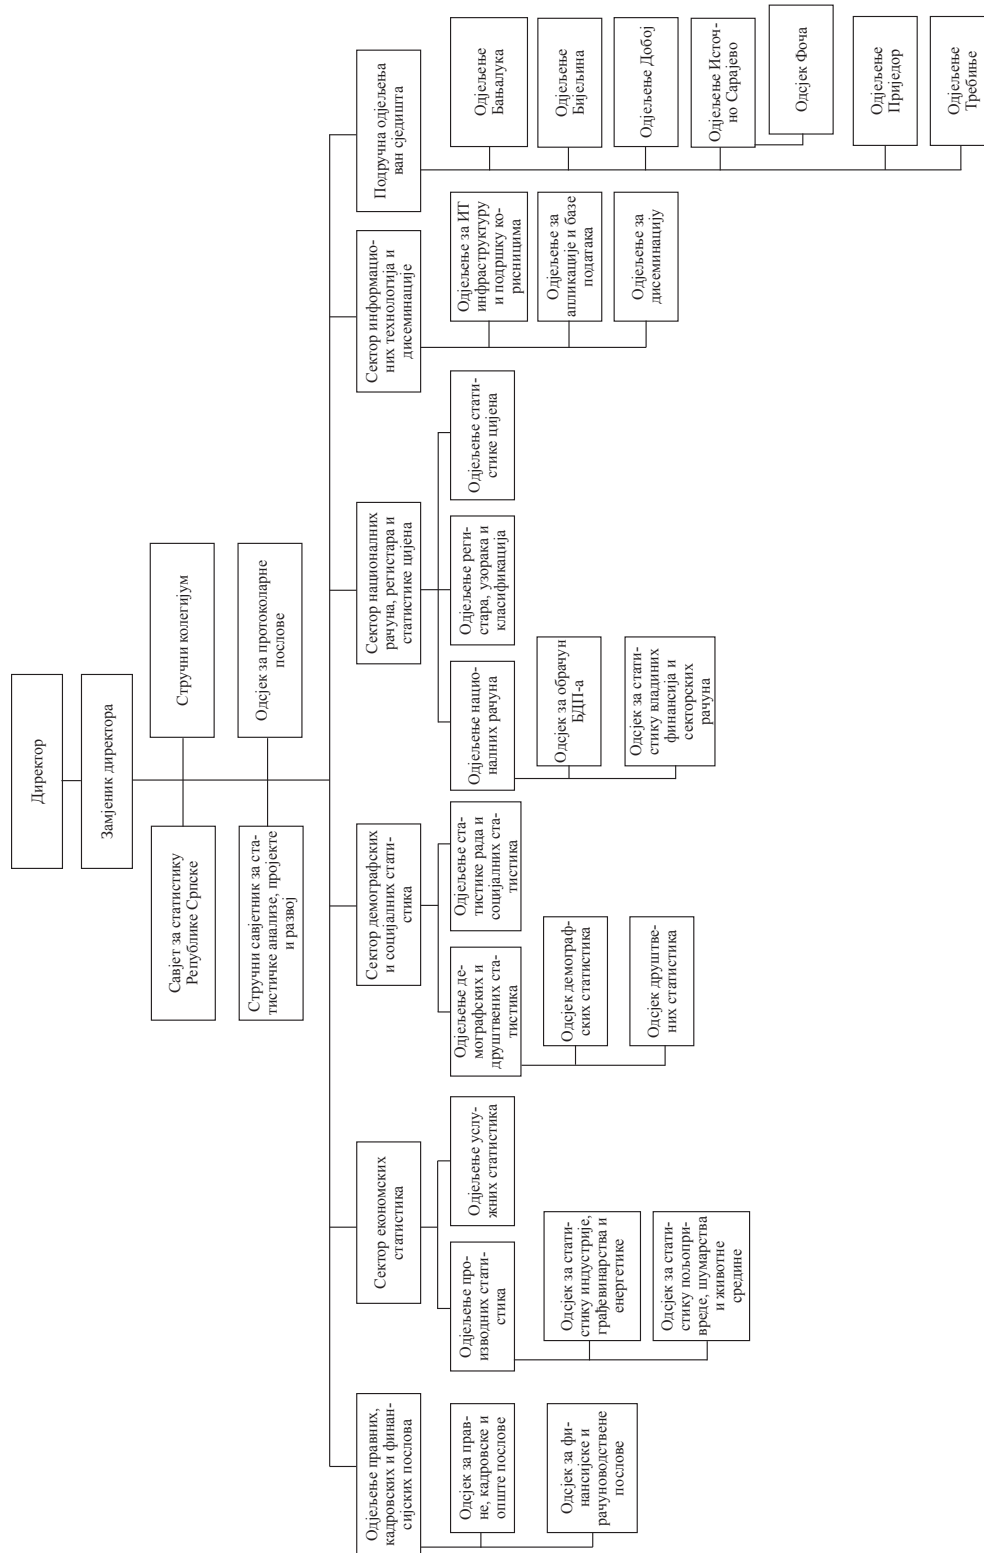 Директор
Замјеник директора
Савјет за статистику
Републике Српске
Стручни колегијум
Стручни савјетник за ста-
тистичке анализе, пројекте
и развој
Одсјек за протоколарне
послове
Одјељење правних,
кадровских и финан-
сијских послова
Сектор економских
статистика
Сектор демографских
и социјалних стати-
стика
Сектор националних
рачуна, регистара и
статистике цијена
Сектор информацио-
них технологија и
дисеминације
Подручна одјељења
ван сједишта
Одсјек за прав-
не, кадровске и
опште послове
Одсјек за фи-
нансијске и
рачуноводствене
послове
Одјељење про-
изводних стати-
стика
Одјељење услу-
жних статистика
Одсјек за стати-
стику индустрије,
грађевинарства и
енергетике
Одсјек за стати-
стику пољопри-
вреде, шумарства
и животне
средине
Одјељење де-
мографских и
друштвених ста-
тистика
Одјељење ста-
тистике рада и
социјалних ста-
тистика
Одсјек демограф-
ских статистика
Одсјек друштве-
них статистика
Одјељење нацио-
налних рачуна
Одјељење реги-
стара, узорака и
класификација
Одјељење стати-
стике цијена
Одсјек за обрачун
БДП-а
Одсјек за стати-
стику владиних
финансија и
секторских
рачуна
Одјељење за ИТ
инфраструктуру
и подршку ко-
рисницима
Одјељење за
апликације и базе
података
Одјељење за
дисеминацију
Одјељење
Бањалука
Одјељење
Бијељина
Одјељење Добој
Одјељење Источ-
но Сарајево
Одсјек Фоча
Одјељење
Приједор
Одјељење
Требиње